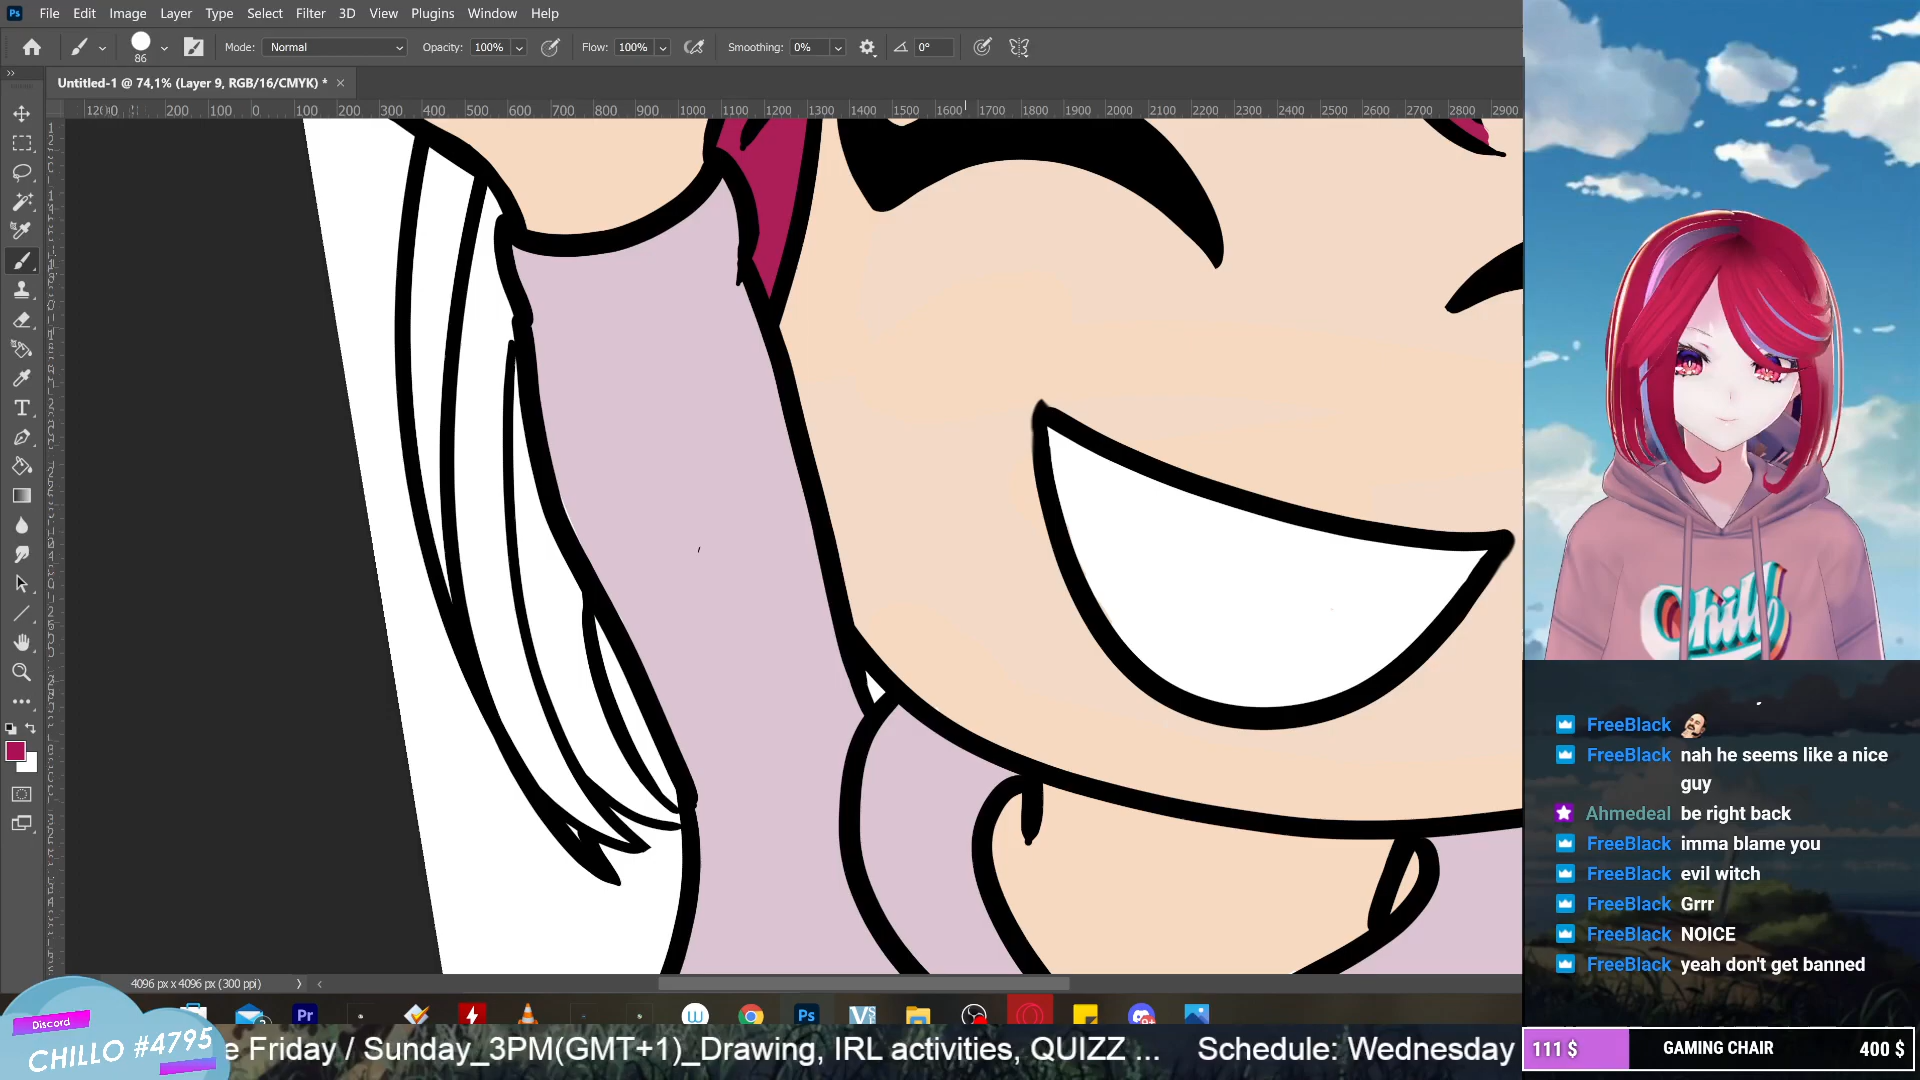 Ps File Edit Image Layer Type Select Filter 3D View Plugins Window Help
86 Mode: Normal Opacity: 100% Flow: 100% Smoothing: 0% 0°
Untitled-1 @ 74,1% (Layer 9, RGB/16/CMYK) * ×
200 100 0 100 200 300 400 500 600 700 800 900 1000 1100 1200 1300 1400 1500 1600 1700 1800 1900 2000 2100 2200 2300 2400 2500 2600 2700 2800 2900
Chill
FreeBlack
FreeBlack nah he seems like a nice
guy
Ahmedeal be right back
FreeBlack imma blame you
FreeBlack evil witch
FreeBlack Grrr
FreeBlack NOICE
FreeBlack yeah don't get banned
4096 px x 4096 px (300 ppi)
Pr W Ps VS
Discord
CHILLO #4795
e Friday / Sunday_3PM(GMT+1)_Drawing, IRL activities, QUIZZ ... Schedule: Wednesday
111 $ GAMING CHAIR 400 $